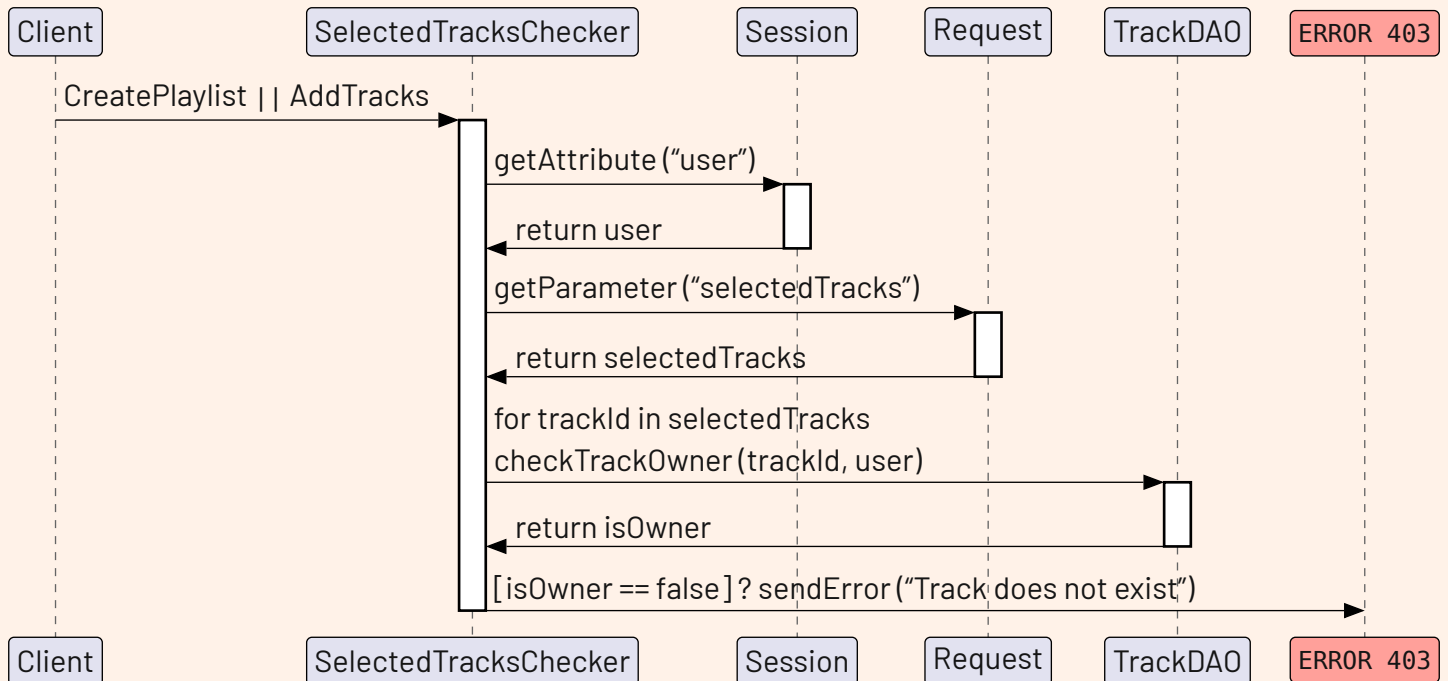 Client SelectedTracksChecker Session Request TrackDAO ERROR 403
CreatePlaylist || AddTracks
getAttribute (“user”)
return user
getParameter (“selectedTracks”)
return selectedTracks
for trackId in selectedTracks
checkTrackOwner (trackId, user)
return isOwner
[isOwner == false] ? sendError (“Track does not exist”)
Client SelectedTracksChecker Session Request TrackDAO ERROR 403